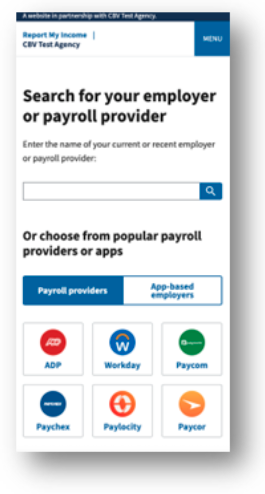 A website in partnership with CBV Test Agency.
Report My Income |
CBV Test Agency
MENU
Search for your employer
or payroll provider
Enter the name of your current or recent employer
or payroll provider:
Or choose from popular payroll
providers or apps
Payroll providers
App-based
employers
ADP
ADP
Workday
Paycom
Paychex
Paylocity
Paycor